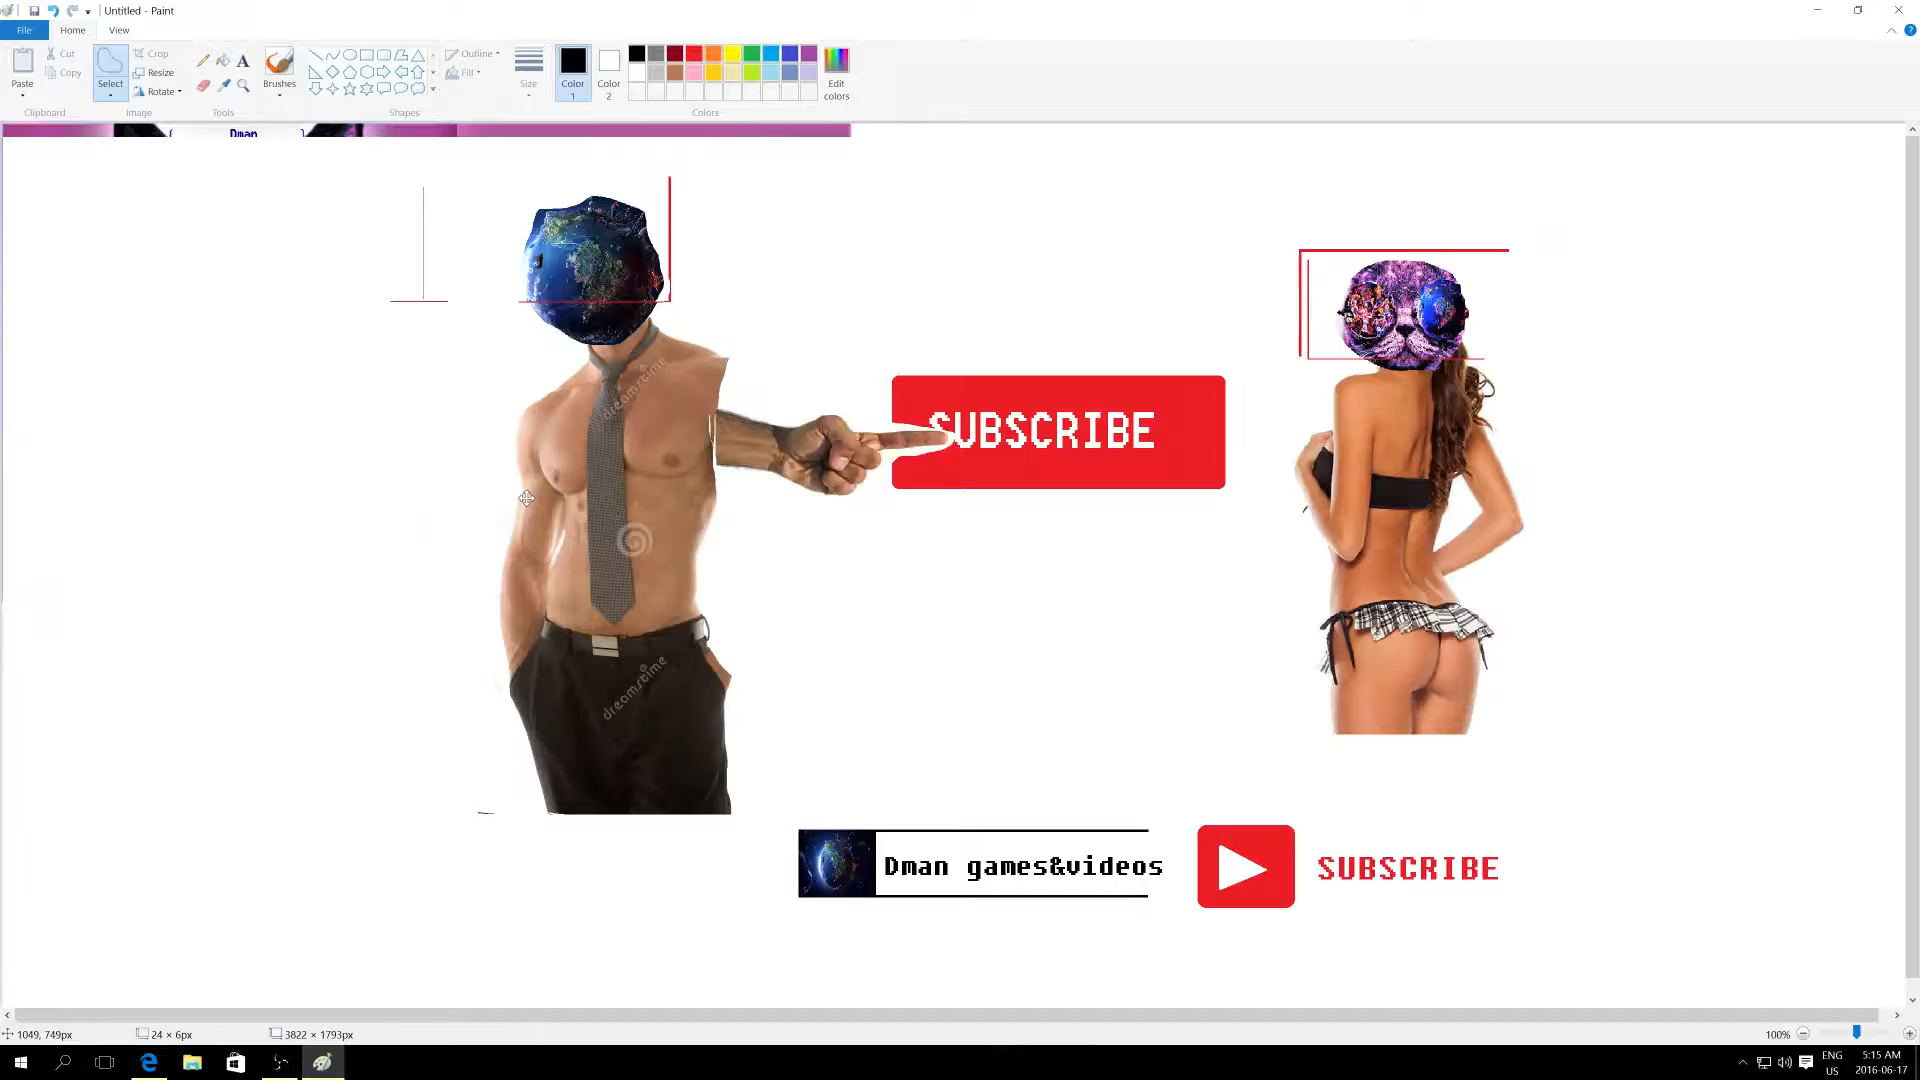 Untitled - Paint
File
Home
View
Paste
Cut
Copy
Select
Crop
Resize
Rotate
A
Brushes
Outline
Fill
Size
Color
1
Color
2
Edit
colors
Clipboard
Image
Tools
Shapes
Colors
Dman
dreamstime
SUBSCRIBE
dreamstime
Dman games&videos
SUBSCRIBE
1049, 749px
24 × 6px
3822 × 1793px
100%
ENG
US
5:15 AM
2016-06-17